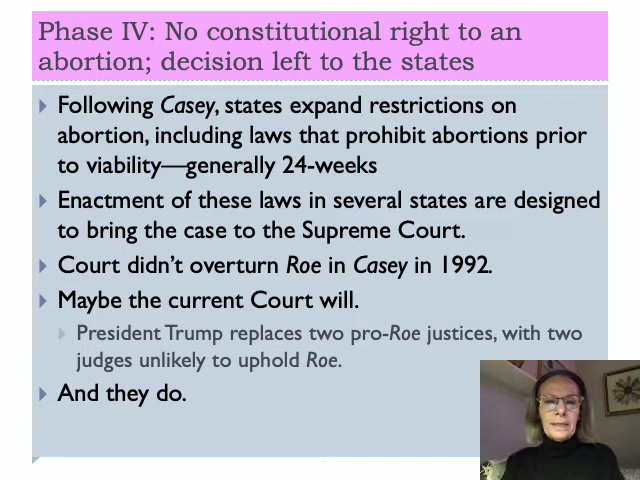 Phase IV: No constitutional right to an
abortion; decision left to the states
Following Casey, states expand restrictions on
abortion, including laws that prohibit abortions prior
to viability—generally 24-weeks
Enactment of these laws in several states are designed
to bring the case to the Supreme Court.
Court didn't overturn Roe in Casey in 1992.
Maybe the current Court will.
President Trump replaces two pro-Roe justices, with two
judges unlikely to uphold Roe.
And they do.